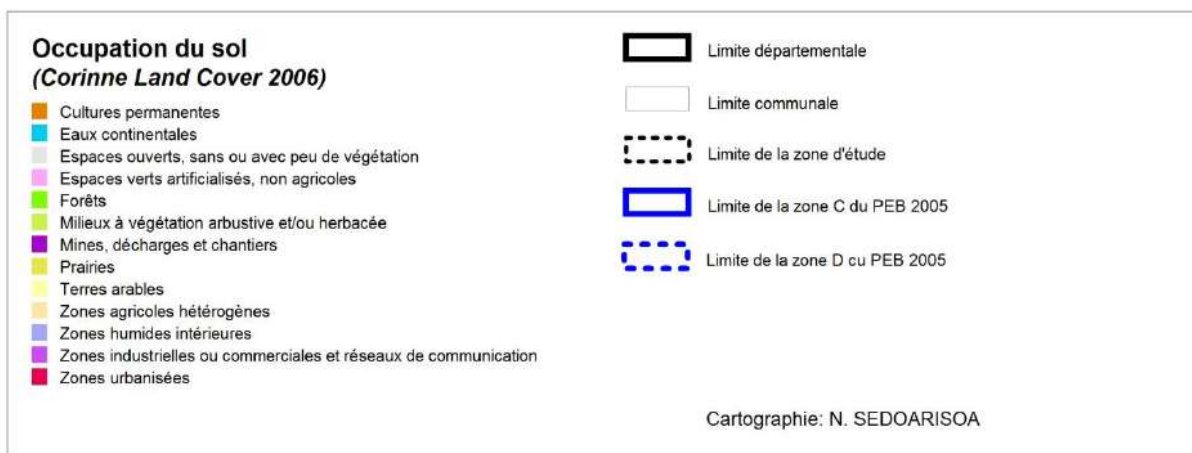 Occupation du sol
(Corinne Land Cover 2006)
Cultures permanentes
Eaux continentales
Espaces ouverts, sans ou avec peu de végétation
Espaces verts artificialisés, non agricoles
Forêts
Milieux à végétation arbustive et/ou herbacée
Mines, décharges et chantiers
Prairies
Terres arables
Zones agricoles hétérogènes
Zones humides intérieures
Zones industrielles ou commerciales et réseaux de communication
Zones urbanisées
Limite départementale
Limite communale
Limite de la zone d'étude
Limite de la zone C du PEB 2005
Limite de la zone D cu PEB 2005
Cartographie: N. SEDOARISOA